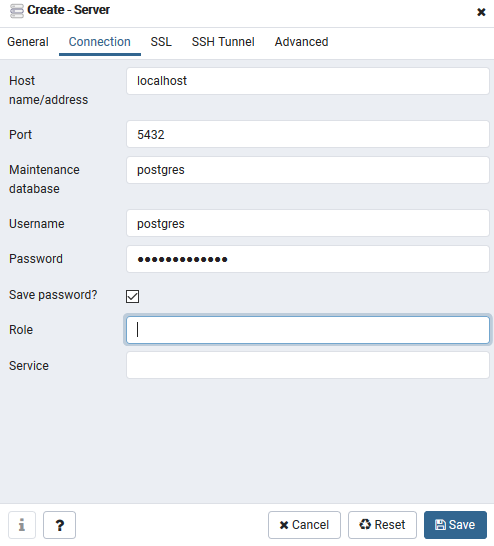 Create - Server
General Connection SSL SSH Tunnel Advanced
Host name/address
localhost
Port
5432
Maintenance database
postgres
Username
postgres
Password
•••••••••••••
Save password?
Role
Service
i ? Cancel Reset Save